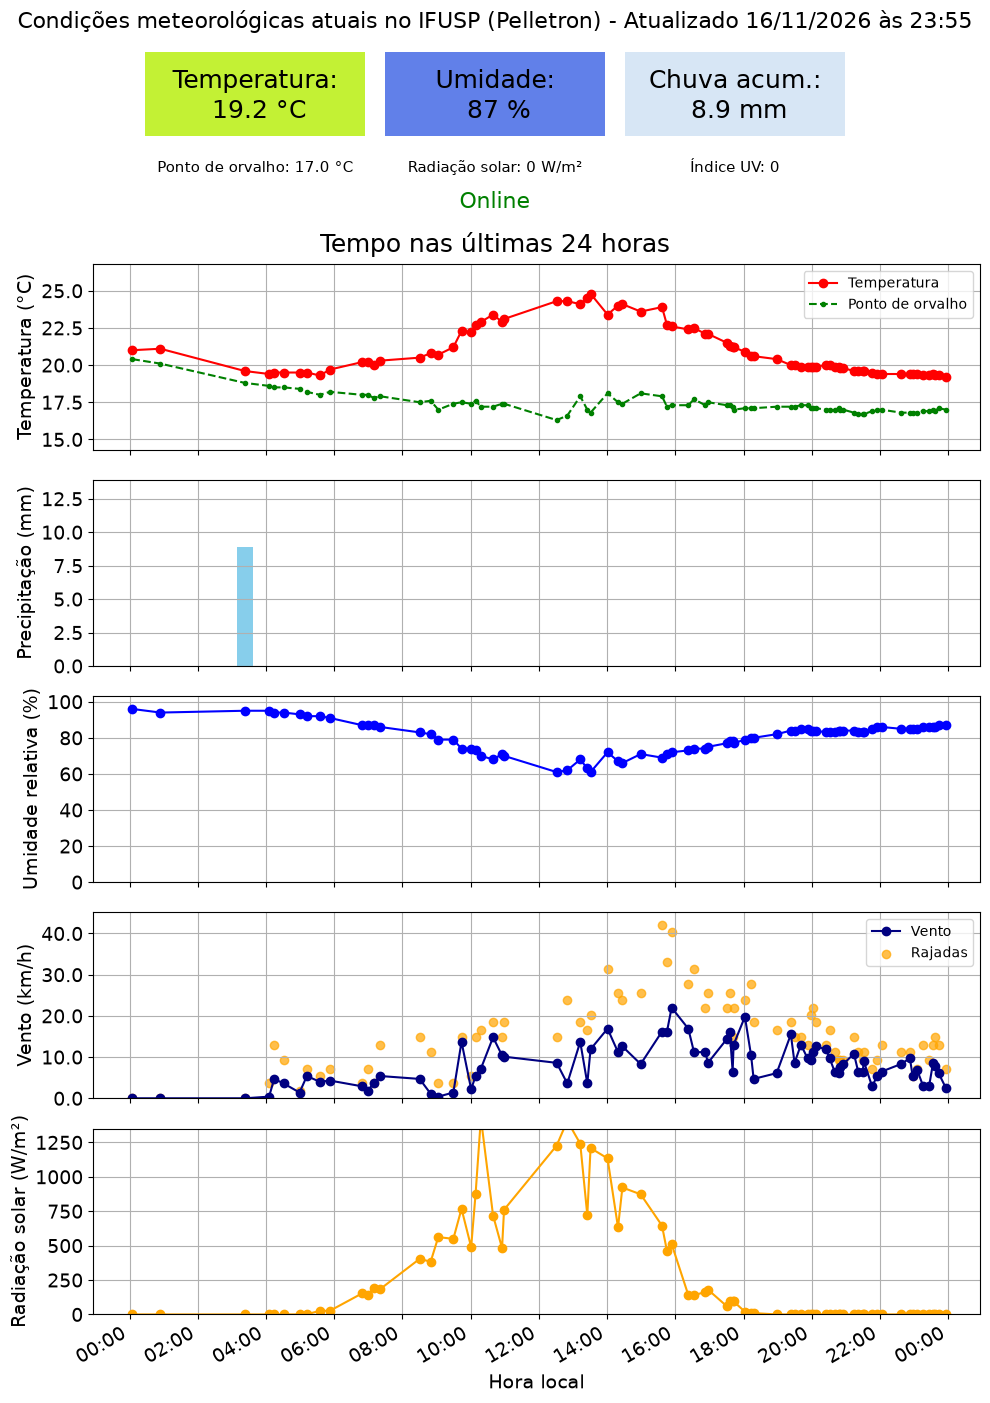 Condições meteorológicas atuais no IFUSP (Pelletron) - Atualizado 16/11/2026 às 23:55
Temperatura:
19.2 °C
Umidade:
87 %
Chuva acum.:
8.9 mm
Ponto de orvalho: 17.0 °C
Radiação solar: 0 W/m²
Índice UV: 0
Online
Tempo nas últimas 24 horas
Temperatura (°C)
25.0
22.5
20.0
17.5
15.0
Temperatura
Ponto de orvalho
Precipitação (mm)
12.5
10.0
7.5
5.0
2.5
0.0
Umidade relativa (%)
100
80
60
40
20
0
Vento (km/h)
40.0
30.0
20.0
10.0
0.0
Vento
Rajadas
Radiação solar (W/m²)
1250
1000
750
500
250
0
00:00
02:00
04:00
06:00
08:00
10:00
12:00
14:00
16:00
18:00
20:00
22:00
00:00
Hora local